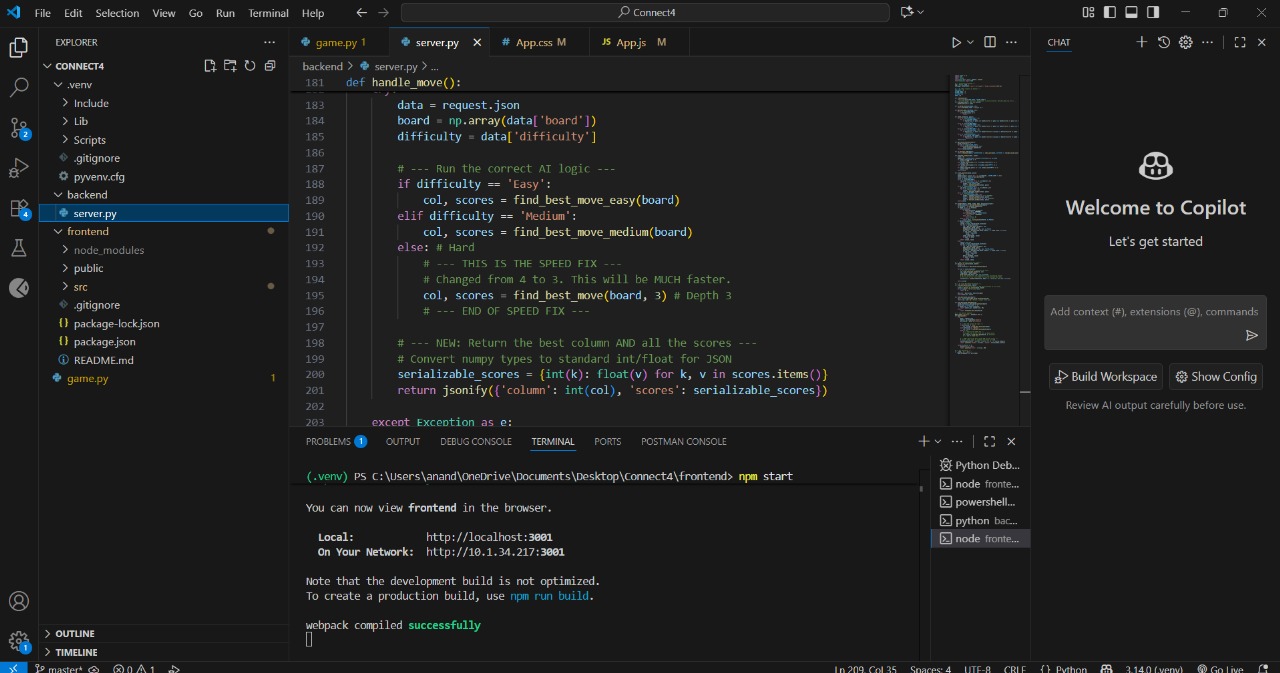 File Edit Selection View Go Run Terminal Help
Connect4
EXPLORER
CONNECT4
.venv
Include
Lib
Scripts
.gitignore
pyvenv.cfg
backend
server.py
frontend
node_modules
public
src
.gitignore
package-lock.json
package.json
README.md
game.py 1
OUTLINE
TIMELINE
2
4
1
game.py 1 server.py App.css M App.js M
backend > server.py > ...
181 def handle_move():
183 data = request.json
184 board = np.array(data['board'])
185 difficulty = data['difficulty']
186
187 # --- Run the correct AI logic ---
188 if difficulty == 'Easy':
189 col, scores = find_best_move_easy(board)
190 elif difficulty == 'Medium':
191 col, scores = find_best_move_medium(board)
192 else: # Hard
193 # --- THIS IS THE SPEED FIX ---
194 # Changed from 4 to 3. This will be MUCH faster.
195 col, scores = find_best_move(board, 3) # Depth 3
196 # --- END OF SPEED FIX ---
197
198 # --- NEW: Return the best column AND all the scores ---
199 # Convert numpy types to standard int/float for JSON
200 serializable_scores = {int(k): float(v) for k, v in scores.items()}
201 return jsonify({'column': int(col), 'scores': serializable_scores})
202
203 except Exception as e:
PROBLEMS 1 OUTPUT DEBUG CONSOLE TERMINAL PORTS POSTMAN CONSOLE
(.venv) PS C:\Users\anand\OneDrive\Documents\Desktop\Connect4\frontend> npm start
You can now view frontend in the browser.
Local: http://localhost:3001
On Your Network: http://10.1.34.217:3001
Note that the development build is not optimized.
To create a production build, use npm run build.
webpack compiled successfully
Python Deb...
node fronte...
powershell...
python bac...
node fronte...
CHAT
Welcome to Copilot
Let's get started
Add context (#), extensions (@), commands
Build Workspace Show Config
Review AI output carefully before use.
master* 0 1 Ln 209, Col 35 Spaces: 4 UTF-8 CRLF {} Python 3.14.0 (.venv) Go Live